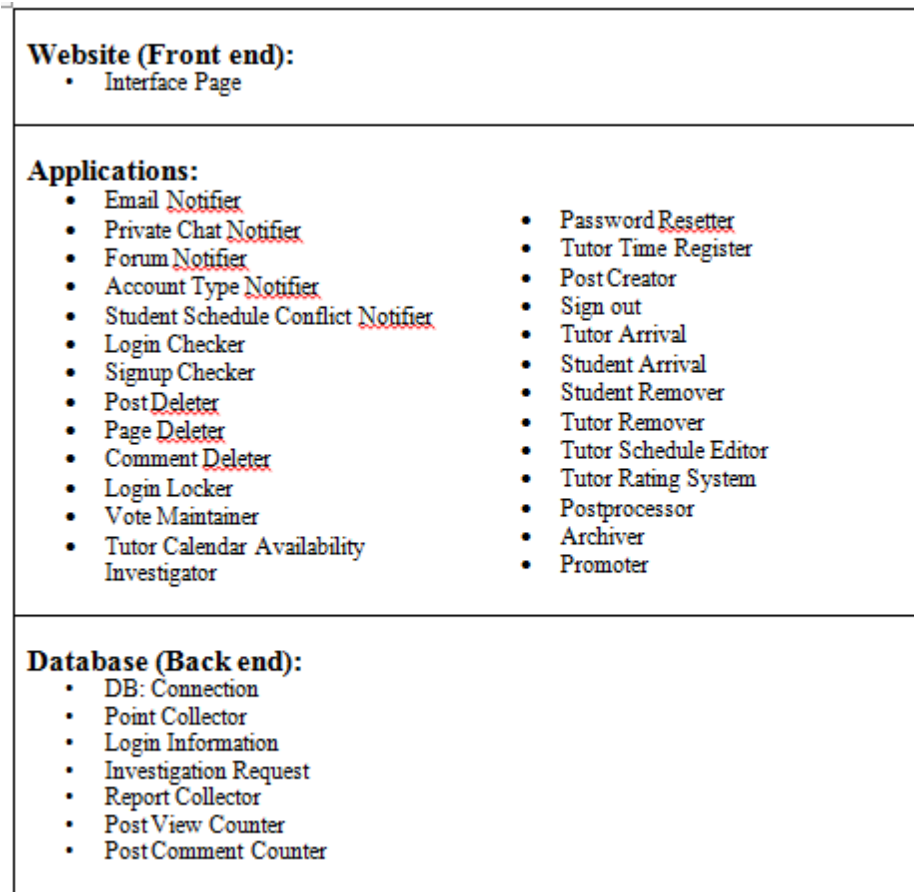 Website (Front end):
• Interface Page
Applications:
• Email Notifier
• Private Chat Notifier
• Forum Notifier
• Account Type Notifier
• Student Schedule Conflict Notifier
• Login Checker
• Signup Checker
• Post Deleter
• Page Deleter
• Comment Deleter
• Login Locker
• Vote Maintainer
• Tutor Calendar Availability
Investigator
• Password Resetter
• Tutor Time Register
• Post Creator
• Sign out
• Tutor Arrival
• Student Arrival
• Student Remover
• Tutor Remover
• Tutor Schedule Editor
• Tutor Rating System
• Postprocessor
• Archiver
• Promoter
Database (Back end):
• DB: Connection
• Point Collector
• Login Information
• Investigation Request
• Report Collector
• Post View Counter
• Post Comment Counter